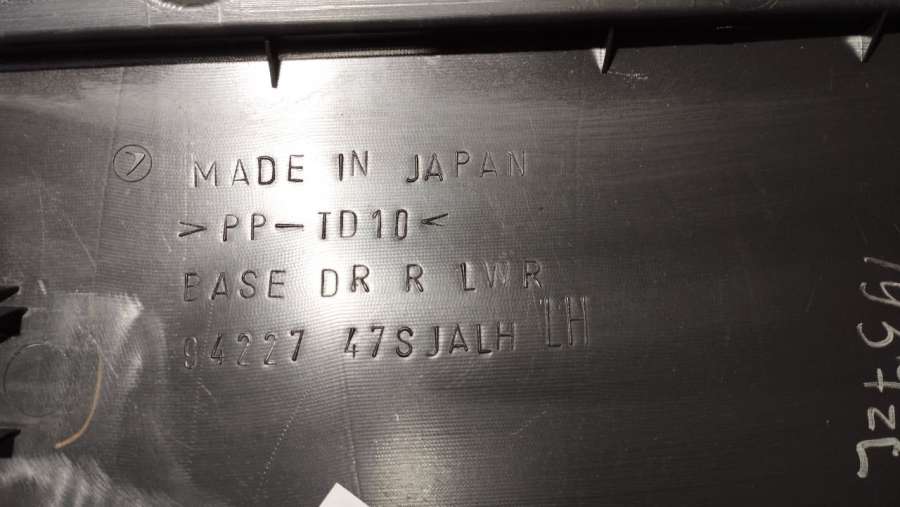 MADE IN JAPAN
>PP-TD10<
BASE DR R LWR
94227 47SJALH LH